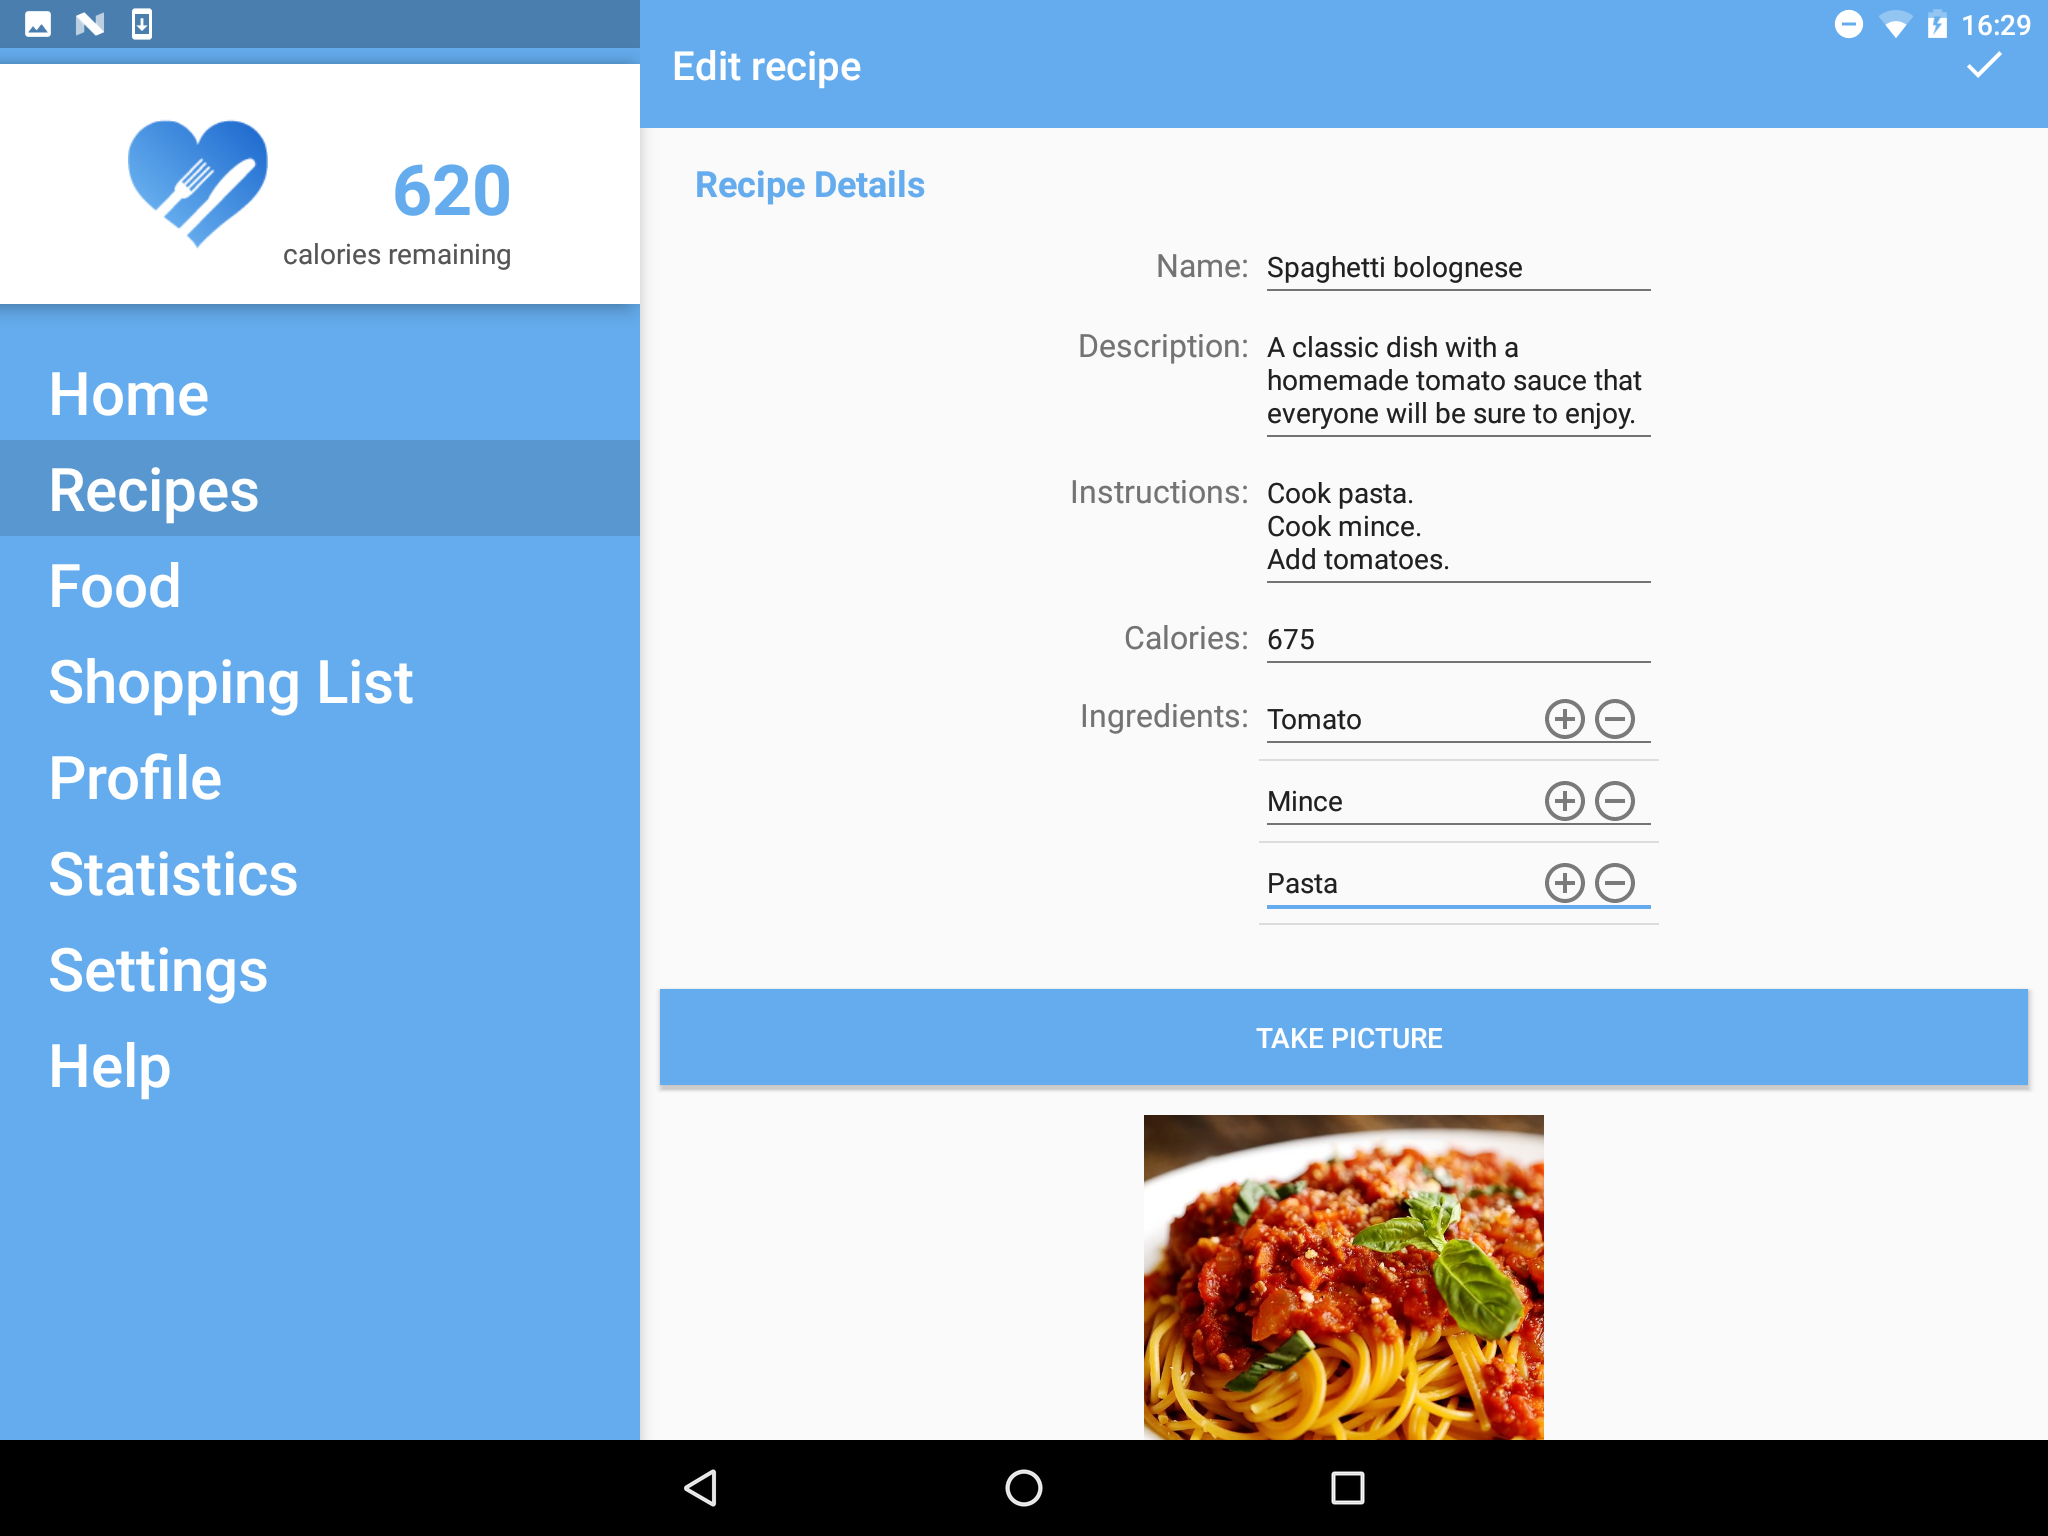 16:29
Edit recipe
620
calories remaining
Home
Recipes
Food
Shopping List
Profile
Statistics
Settings
Help
Recipe Details
Name: Spaghetti bolognese
Description: A classic dish with a
homemade tomato sauce that
everyone will be sure to enjoy.
Instructions: Cook pasta.
Cook mince.
Add tomatoes.
Calories: 675
Ingredients: Tomato
Mince
Pasta
TAKE PICTURE